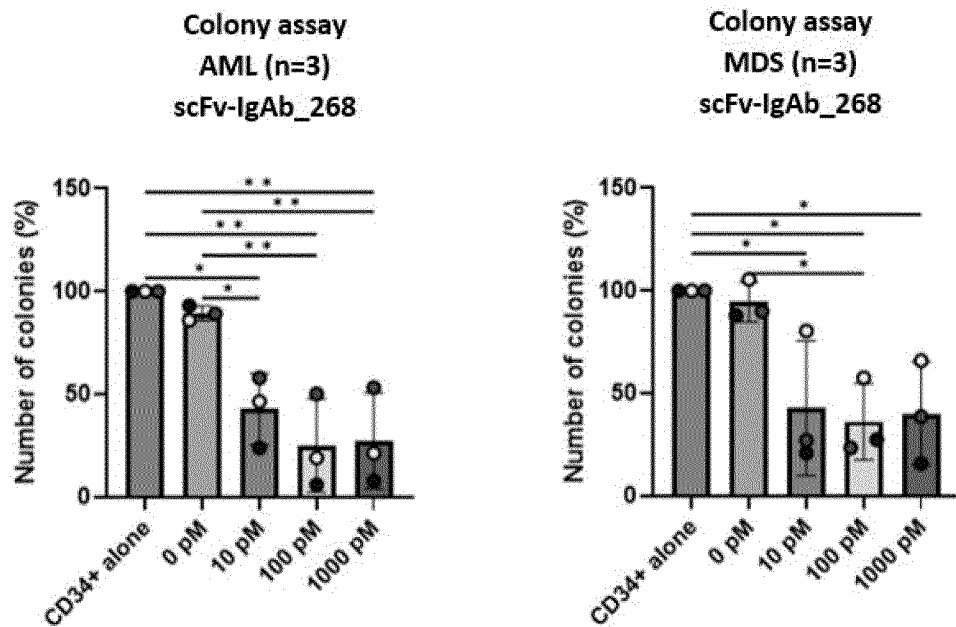 Colony assay
AML (n=3)
scFv-IgAb_268
Number of colonies (%)
150
100
50
0
* *
* *
* *
* *
*
*
CD34+ alone
0 pM
10 pM
100 pM
1000 pM
Colony assay
MDS (n=3)
scFv-IgAb_268
Number of colonies (%)
150
100
50
0
*
*
*
*
CD34+ alone
0 pM
10 pM
100 pM
1000 pM